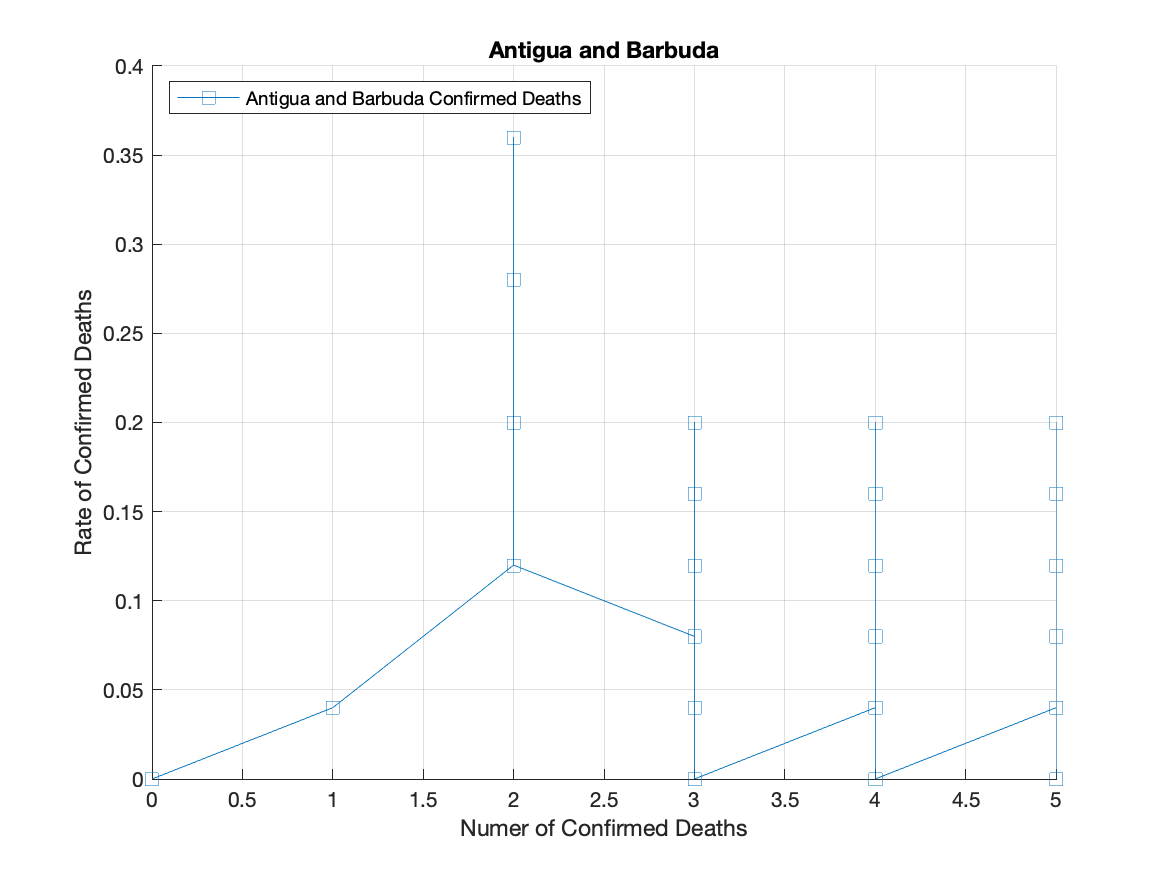 Antigua and Barbuda
Antigua and Barbuda Confirmed Deaths
Rate of Confirmed Deaths
0.4
0.35
0.3
0.25
0.2
0.15
0.1
0.05
0
0 0.5 1 1.5 2 2.5 3 3.5 4 4.5 5
Numer of Confirmed Deaths